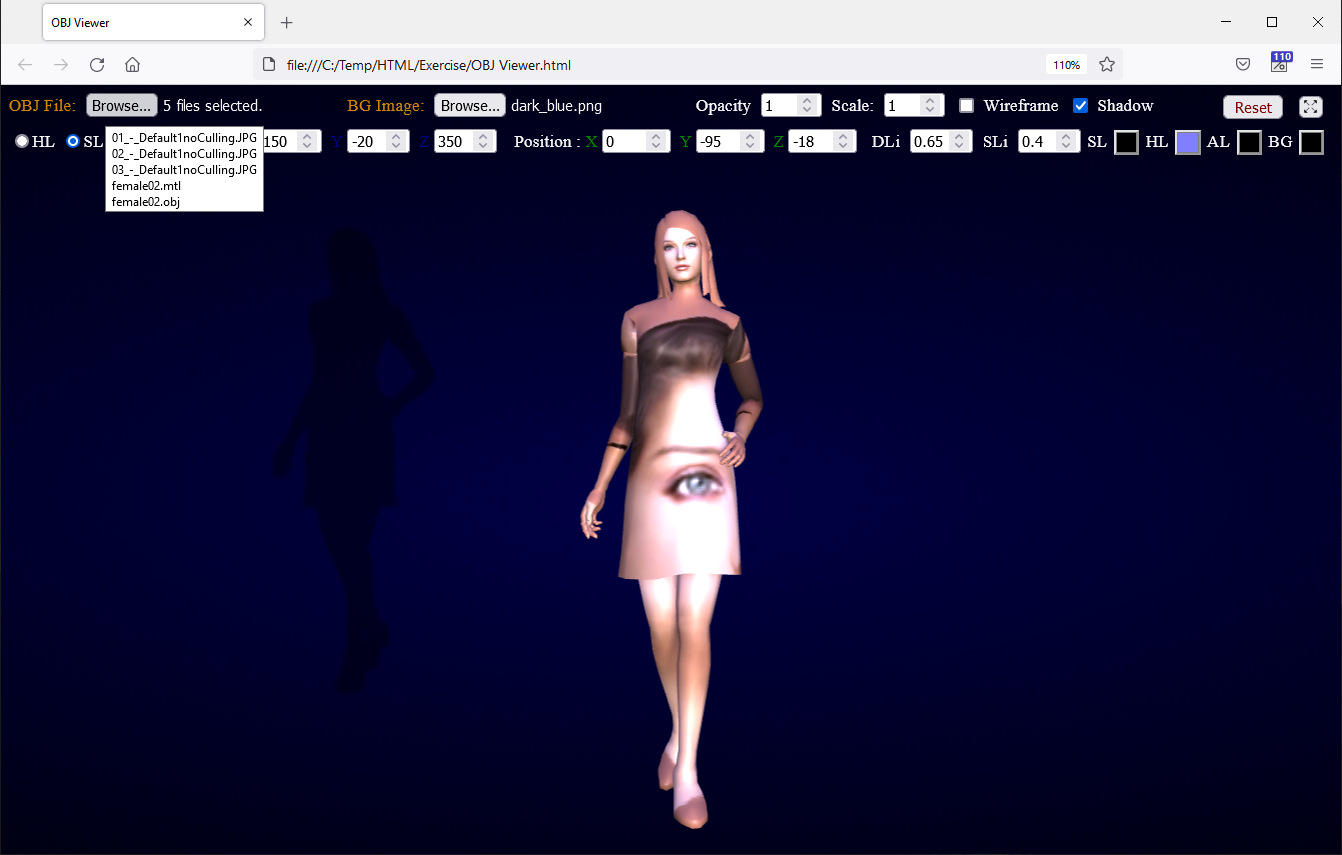 OBJ Viewer
file:///C:/Temp/HTML/Exercise/OBJ Viewer.html 110% 110
OBJ File: Browse... 5 files selected. BG Image: Browse... dark_blue.png Opacity 1 Scale: 1 Wireframe Shadow Reset
HL SL 150 Y -20 Z 350 Position : X 0 Y -95 Z -18 DLi 0.65 SLi 0.4 SL HL AL BG
01_-_Default1noCulling.JPG
02_-_Default1noCulling.JPG
03_-_Default1noCulling.JPG
female02.mtl
female02.obj